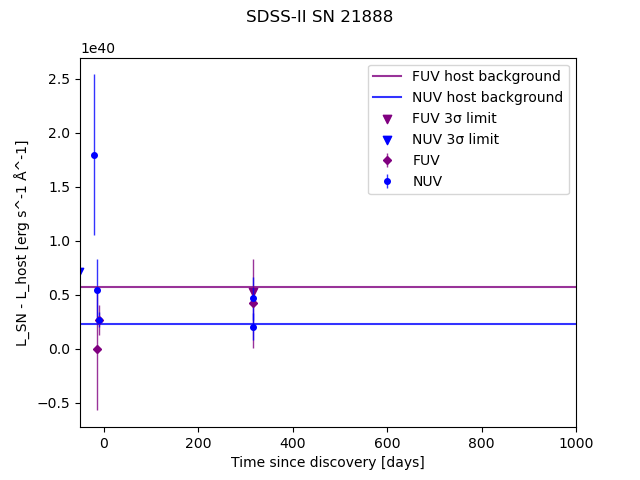 SDSS-II SN 21888
1e40
FUV host background
NUV host background
FUV 3σ limit
NUV 3σ limit
FUV
NUV
2.5
2.0
1.5
1.0
0.5
0.0
−0.5
L_SN - L_host [erg s^-1 Å^-1]
0
200
400
600
800
1000
Time since discovery [days]